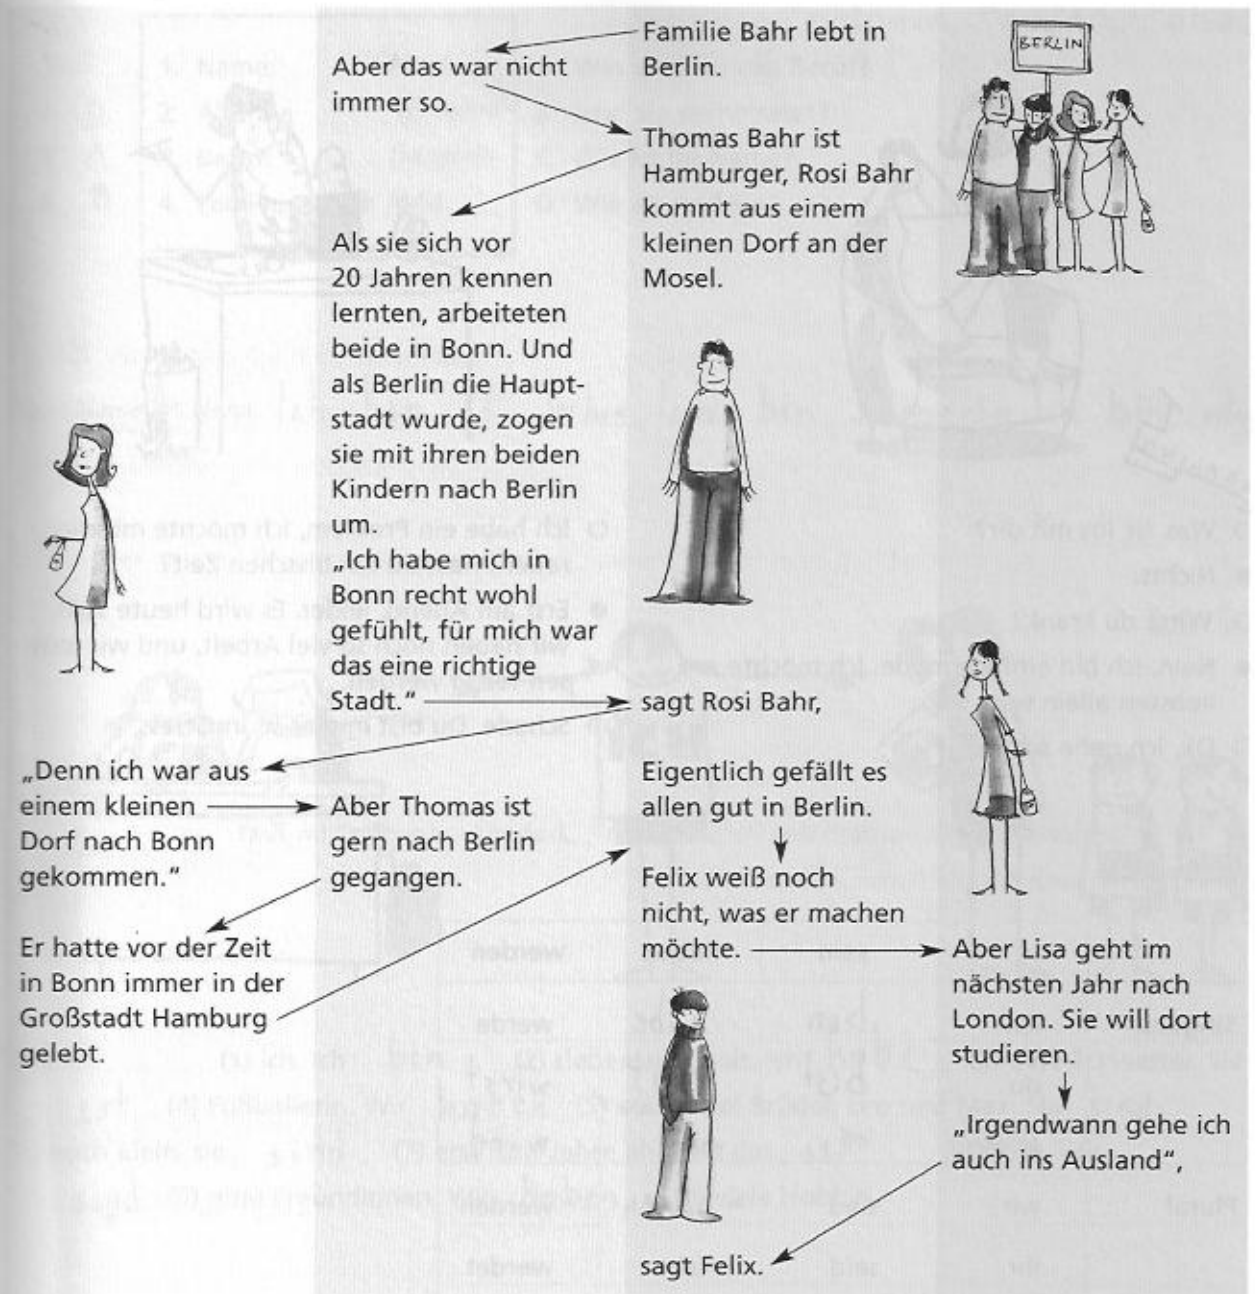 Familie Bahr lebt in
Berlin.
BERLIN
Aber das war nicht
immer so.
Thomas Bahr ist
Hamburger, Rosi Bahr
kommt aus einem
kleinen Dorf an der
Mosel.
Als sie sich vor
20 Jahren kennen
lernten, arbeiteten
beide in Bonn. Und
als Berlin die Haupt-
stadt wurde, zogen
sie mit ihren beiden
Kindern nach Berlin
um.
„Ich habe mich in
Bonn recht wohl
gefühlt, für mich war
das eine richtige
Stadt.“
sagt Rosi Bahr,
„Denn ich war aus
einem kleinen
Dorf nach Bonn
gekommen.“
Aber Thomas ist
gern nach Berlin
gegangen.
Er hatte vor der Zeit
in Bonn immer in der
Großstadt Hamburg
gelebt.
Eigentlich gefällt es
allen gut in Berlin.
Felix weiß noch
nicht, was er machen
möchte.
Aber Lisa geht im
nächsten Jahr nach
London. Sie will dort
studieren.
„Irgendwann gehe ich
auch ins Ausland“,
sagt Felix.